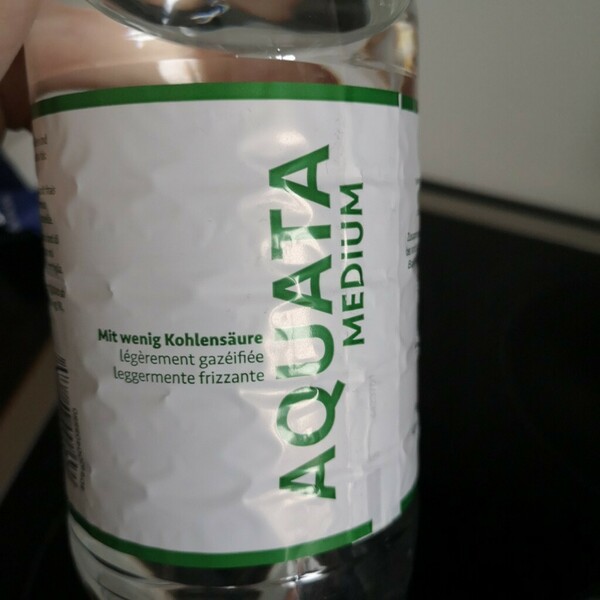 AQUATA
MEDIUM
Mit wenig Kohlensäure
légèrement gazéifiée
leggermente frizzante